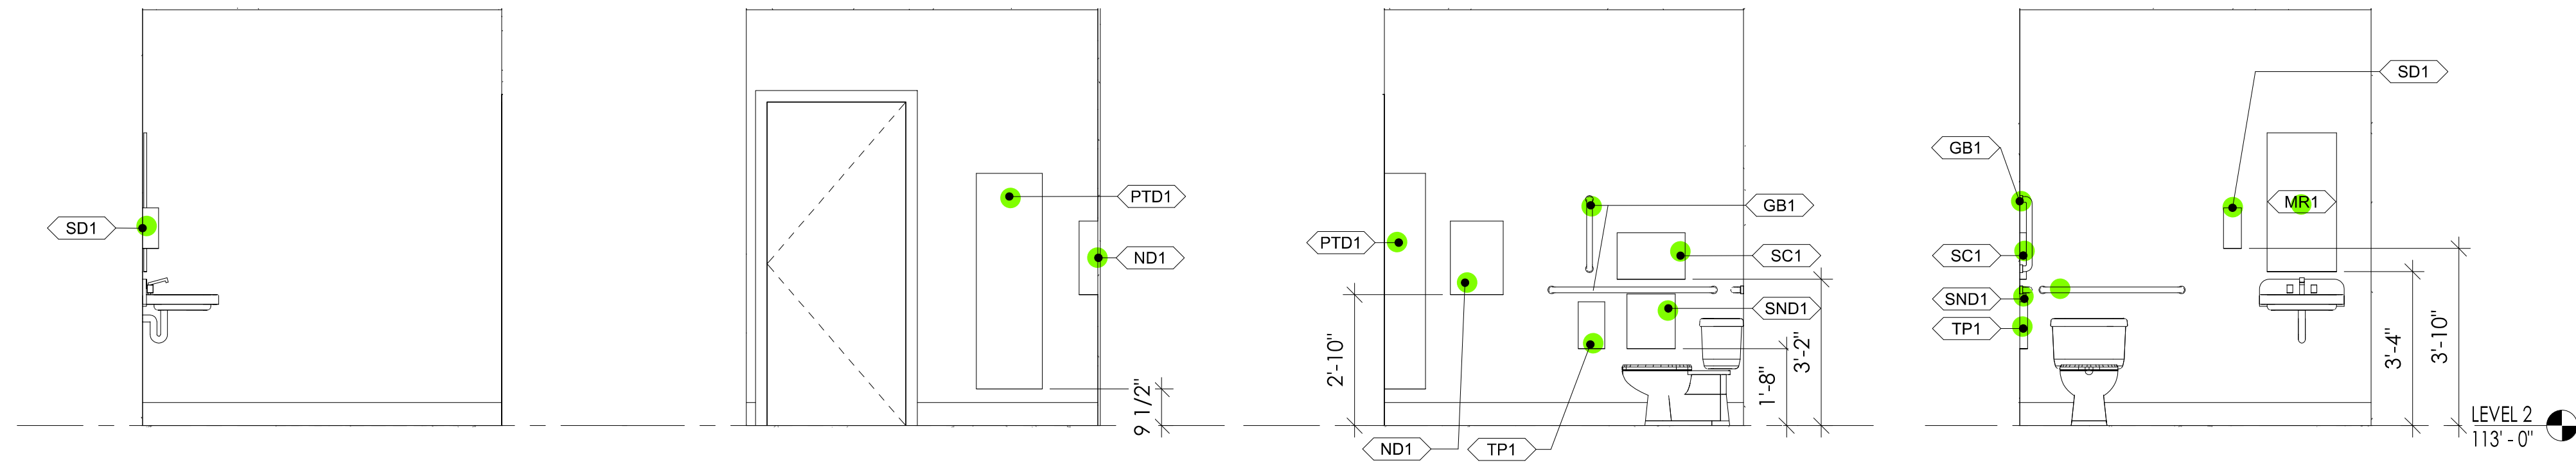 SD1
PTD1
ND1
9 1/2"
PTD1
ND1
TP1
GB1
SC1
SND1
2'-10"
1'-8"
3'-2"
GB1
SC1
SND1
TP1
SD1
MR1
3'-4"
3'-10"
LEVEL 2
113' - 0"